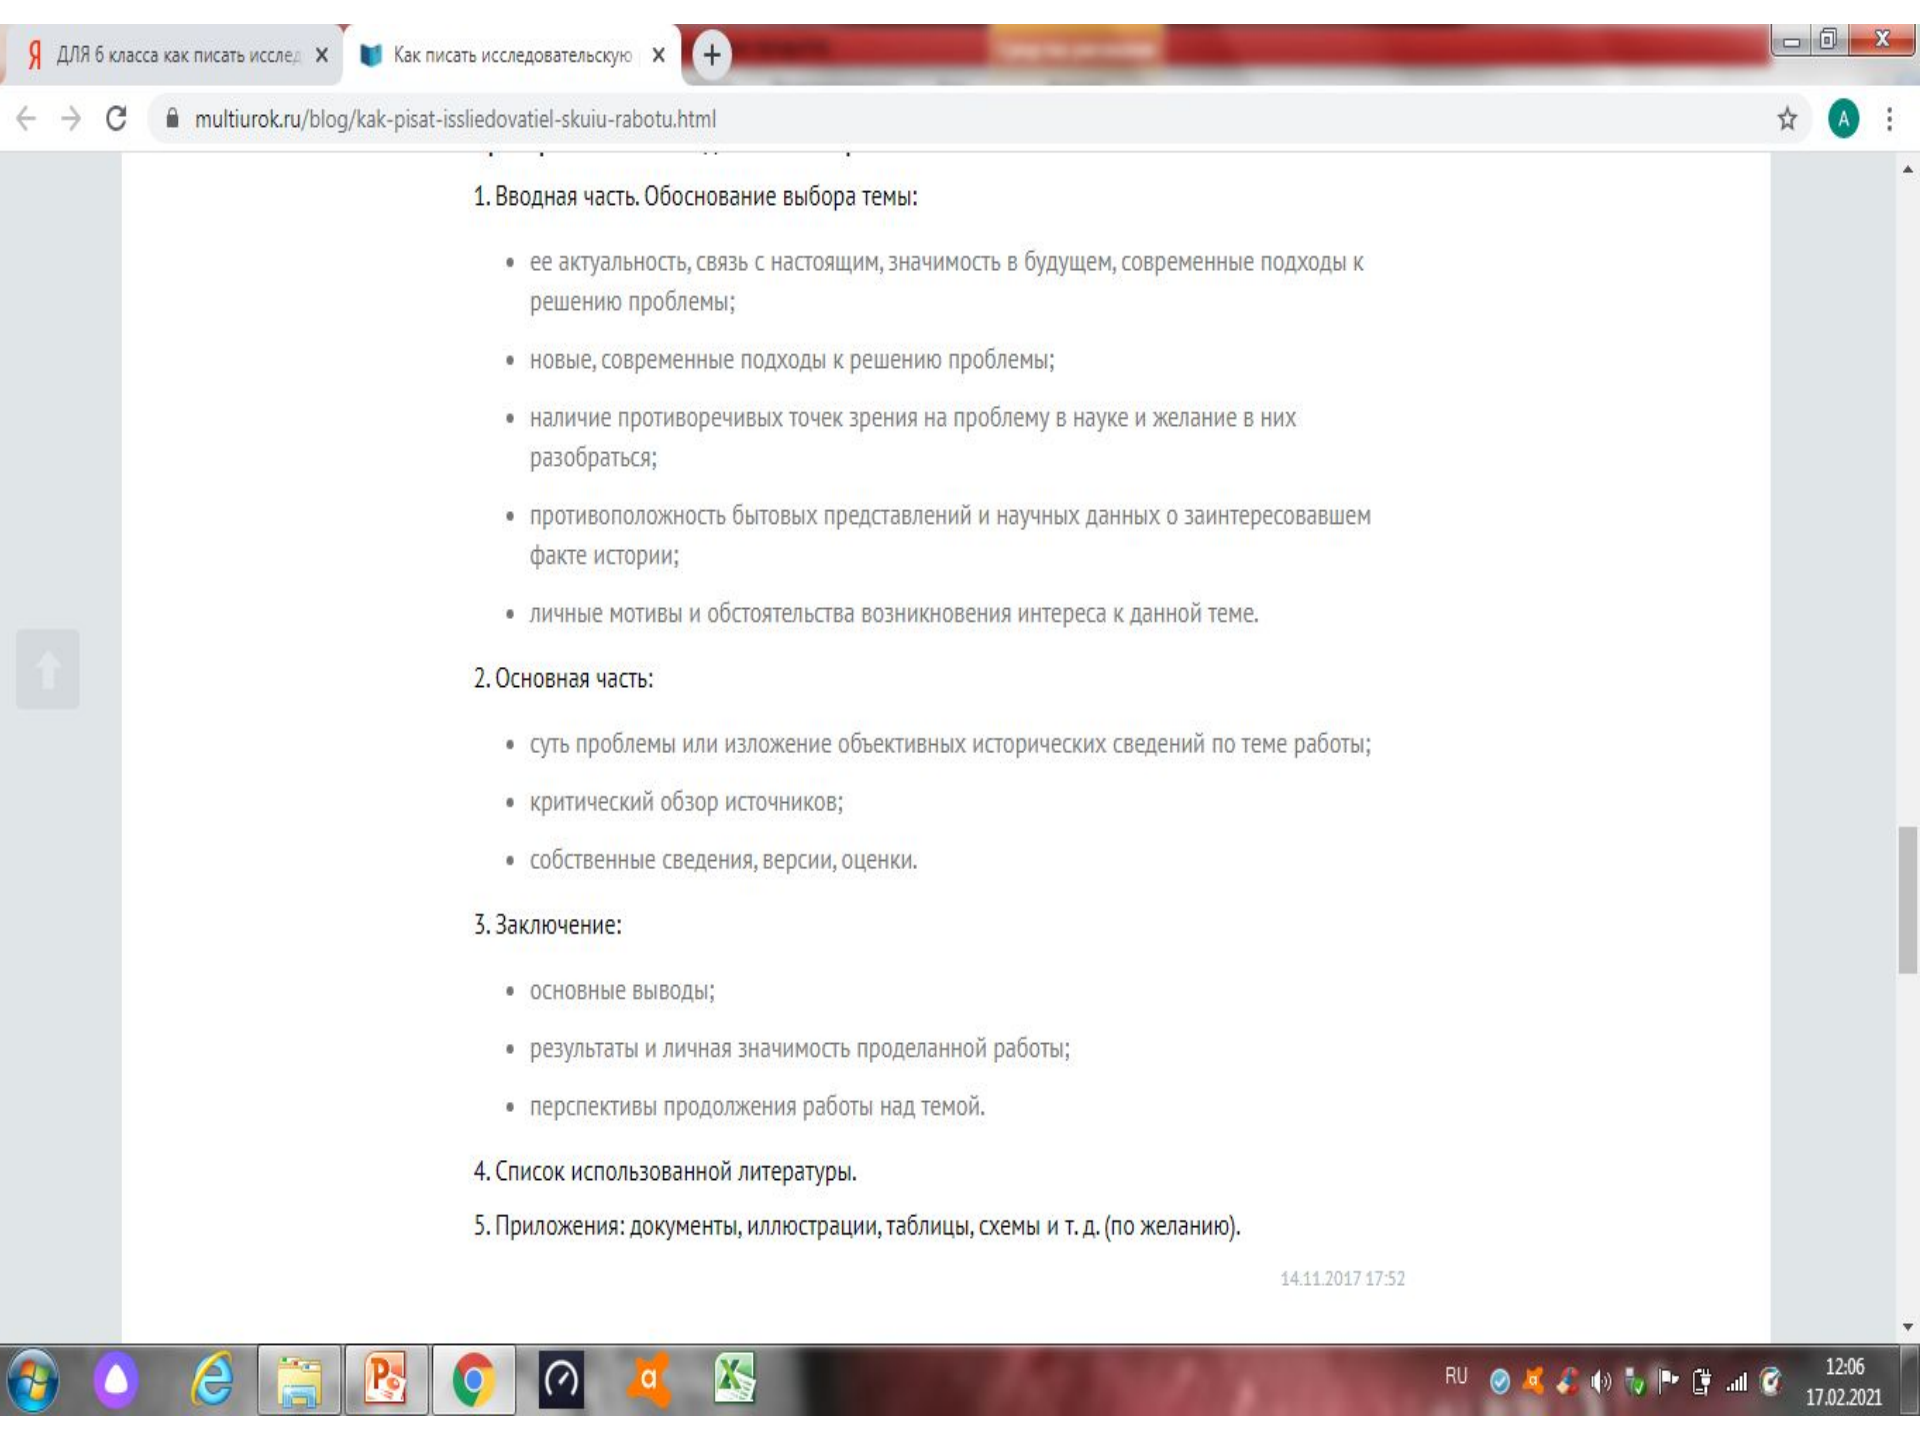 Я ДЛЯ 6 класса как писать исслед
Как писать исследовательскую
multiurok.ru/blog/kak-pisat-issliedovatiel-skuiu-rabotu.html
A
1. Вводная часть. Обоснование выбора темы:
• ее актуальность, связь с настоящим, значимость в будущем, современные подходы к
решению проблемы;
• новые, современные подходы к решению проблемы;
• наличие противоречивых точек зрения на проблему в науке и желание в них
разобраться;
• противоположность бытовых представлений и научных данных о заинтересовавшем
факте истории;
• личные мотивы и обстоятельства возникновения интереса к данной теме.
2. Основная часть:
• суть проблемы или изложение объективных исторических сведений по теме работы;
• критический обзор источников;
• собственные сведения, версии, оценки.
3. Заключение:
• основные выводы;
• результаты и личная значимость проделанной работы;
• перспективы продолжения работы над темой.
4. Список использованной литературы.
5. Приложения: документы, иллюстрации, таблицы, схемы и т. д. (по желанию).
14.11.2017 17:52
RU
12:06
17.02.2021